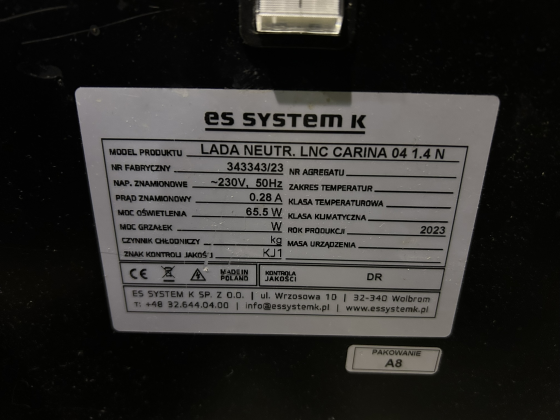 es system k
MODEL PRODUKTU LADA NEUTR. LNC CARINA 04 1.4 N
NR FABRYCZNY 343343/23 NR AGREGATU
NAP. ZNAMIONOWE ~230V, 50Hz ZAKRES TEMPERATUR
PRĄD ZNAMIONOWY 0.28 A KLASA TEMPERATUROWA
MOC OŚWIETLENIA 65.5 W KLASA KLIMATYCZNA
MOC GRZAŁEK W ROK PRODUKCJI 2023
CZYNNIK CHŁODNICZY kg MASA URZĄDZENIA
ZNAK KONTROLI JAKOŚCI KJ1
CE MADE IN POLAND KONTROLA JAKOŚCI DR
ES SYSTEM K SP. Z O.O. | ul. Wrzosowa 10 | 32-340 Wolbrom
T: +48 32.644.04.00 | info@essystemk.pl | www.essystemk.pl
PAKOWANIE
A8